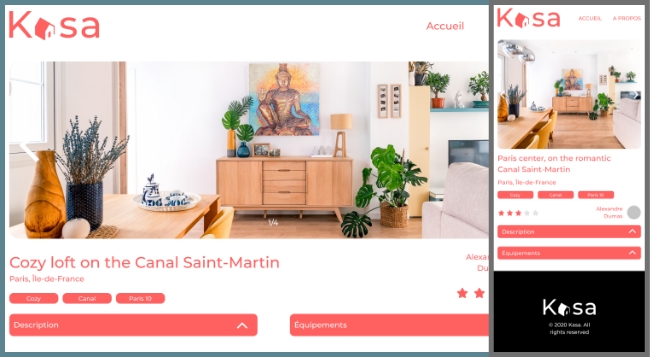 Kasa
Accueil
1/4
Cozy loft on the Canal Saint-Martin
Paris, Île-de-France
Cozy
Canal
Paris 10
Alexa
Du
Description
Équipements
Kasa
ACCUEIL
A PROPOS
Paris center, on the romantic
Canal Saint-Martin
Paris, Île-de-France
Cozy
Canal
Paris 10
Alexandre
Dumas
Description
Équipements
Kasa
© 2020 Kasa. All
rights reserved